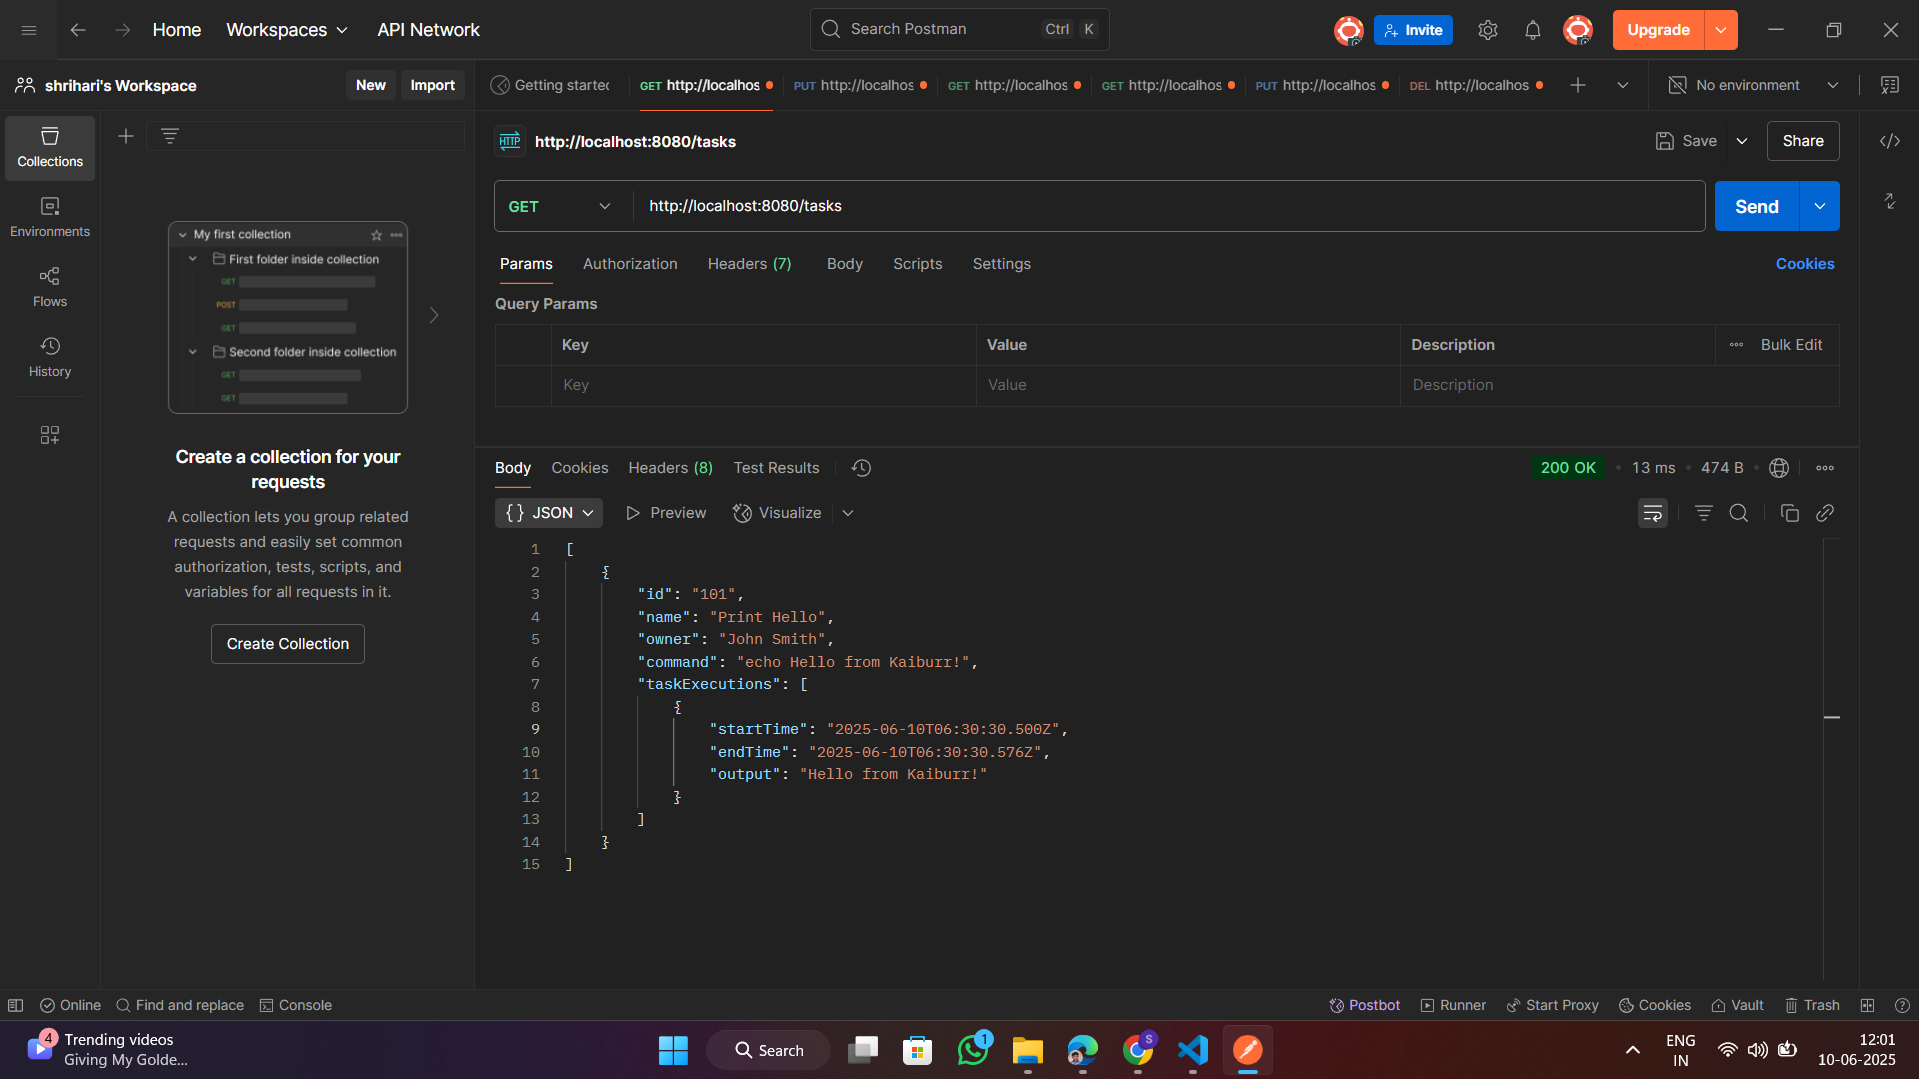 Home
Workspaces
API Network
Search Postman
Ctrl K
Invite
Upgrade
shrihari's Workspace
New
Import
Getting started
GET http://localhos
PUT http://localhos
GET http://localhos
GET http://localhos
PUT http://localhos
DEL http://localhos
No environment
Collections
Environments
Flows
History
My first collection
First folder inside collection
GET
POST
GET
Second folder inside collection
GET
GET
Create a collection for your
requests
A collection lets you group related
requests and easily set common
authorization, tests, scripts, and
variables for all requests in it.
Create Collection
HTTP
http://localhost:8080/tasks
Save
Share
GET
http://localhost:8080/tasks
Send
Params
Authorization
Headers (7)
Body
Scripts
Settings
Cookies
Query Params
Key
Value
Description
Bulk Edit
Key
Value
Description
Body
Cookies
Headers (8)
Test Results
200 OK
13 ms
474 B
{} JSON
Preview
Visualize
1 [
2 {
3 "id": "101",
4 "name": "Print Hello",
5 "owner": "John Smith",
6 "command": "echo Hello from Kaiburr!",
7 "taskExecutions": [
8 {
9 "startTime": "2025-06-10T06:30:30.500Z",
10 "endTime": "2025-06-10T06:30:30.576Z",
11 "output": "Hello from Kaiburr!"
12 }
13 ]
14 }
15 ]
Online
Find and replace
Console
Postbot
Runner
Start Proxy
Cookies
Vault
Trash
4
Trending videos
Giving My Golde...
Search
1
S
ENG
IN
12:01
10-06-2025